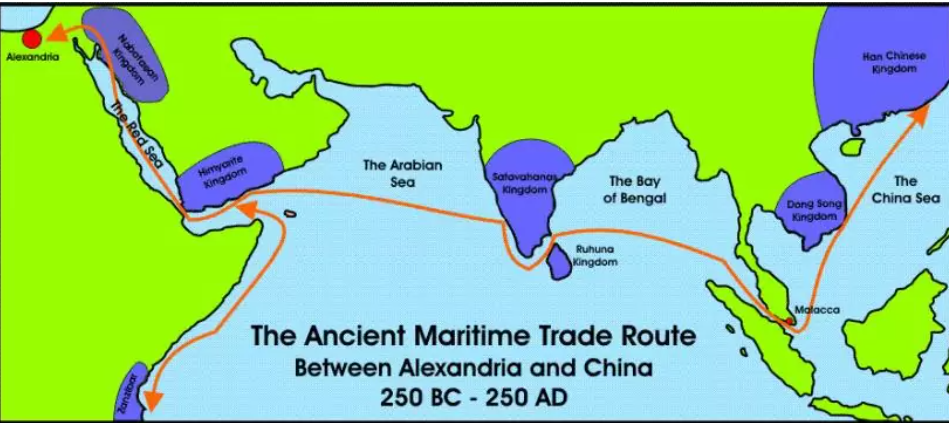 Alexandria
Nabataean
Kingdom
The Red Sea
Himyarite
Kingdom
The Arabian
Sea
Satavahanas
Kingdom
The Bay
of Bengal
Ruhuna
Kingdom
Han Chinese
Kingdom
Dong Song
Kingdom
The
China Sea
Malacca
Zanzibar
The Ancient Maritime Trade Route
Between Alexandria and China
250 BC - 250 AD